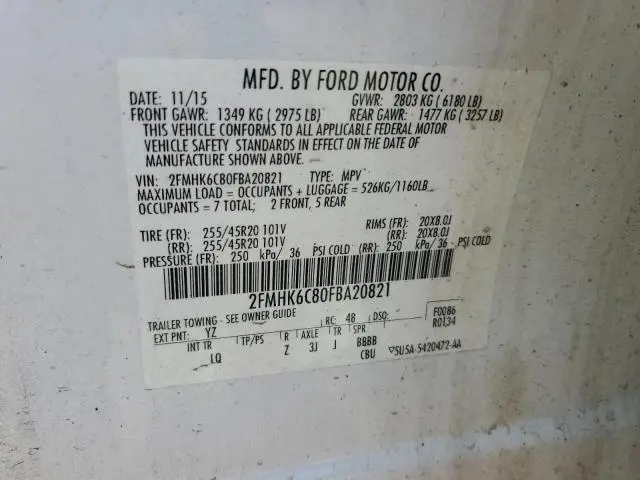 MFD. BY FORD MOTOR CO.
DATE: 11/15 GVWR: 2803 KG ( 6180 LB)
FRONT GAWR: 1349 KG ( 2975 LB) REAR GAWR: 1477 KG ( 3257 LB)
THIS VEHICLE CONFORMS TO ALL APPLICABLE FEDERAL MOTOR
VEHICLE SAFETY STANDARDS IN EFFECT ON THE DATE OF
MANUFACTURE SHOWN ABOVE.
VIN: 2FMHK6C80FBA20821 TYPE: MPV
MAXIMUM LOAD = OCCUPANTS + LUGGAGE = 526KG/1160LB
OCCUPANTS = 7 TOTAL; 2 FRONT, 5 REAR
TIRE (FR): 255/45R20 101V RIMS (FR): 20X8.0J
(RR): 255/45R20 101V (RR): 20X8.0J
PRESSURE (FR): 250 kPa/ 36 PSI COLD (RR): 250 kPa/ 36 PSI COLD
2FMHK6C80FBA20821
TRAILER TOWING - SEE OWNER GUIDE F0086
EXT PNT: YZ RC: 48 DSO: R0134
INT TR TP/PS R AXLE TR SPR
LQ Z 3J J BBBB
CBU 5U5A-5420472-AA